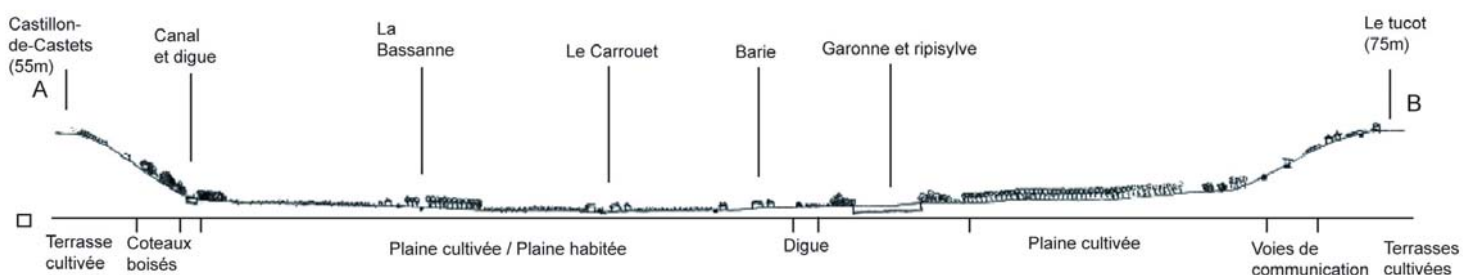 Castillon-
de-Castets
(55m)
A
Canal
et digue
La
Bassanne
Le Carrouet
Barie
Garonne et ripisylve
Le tucot
(75m)
B
Terrasse
cultivée
Coteaux
boisés
Plaine cultivée / Plaine habitée
Digue
Plaine cultivée
Voies de
communication
Terrasses
cultivées